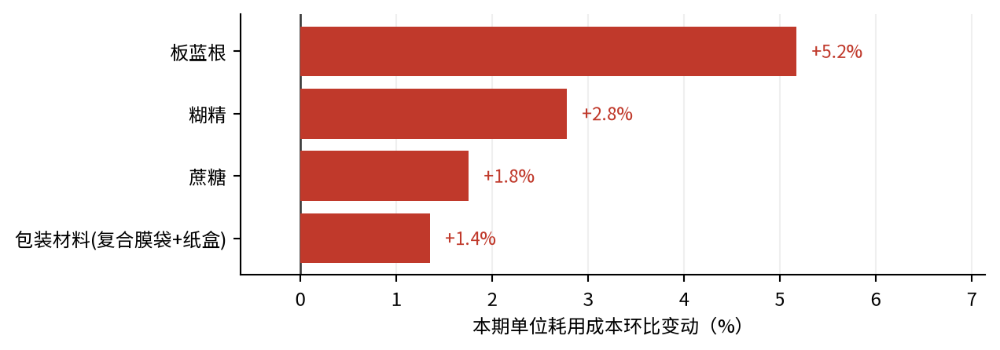 板蓝根
+5.2%
糊精
+2.8%
蔗糖
+1.8%
包装材料(复合膜袋+纸盒)
+1.4%
0 1 2 3 4 5 6 7
本期单位耗用成本环比变动（%）